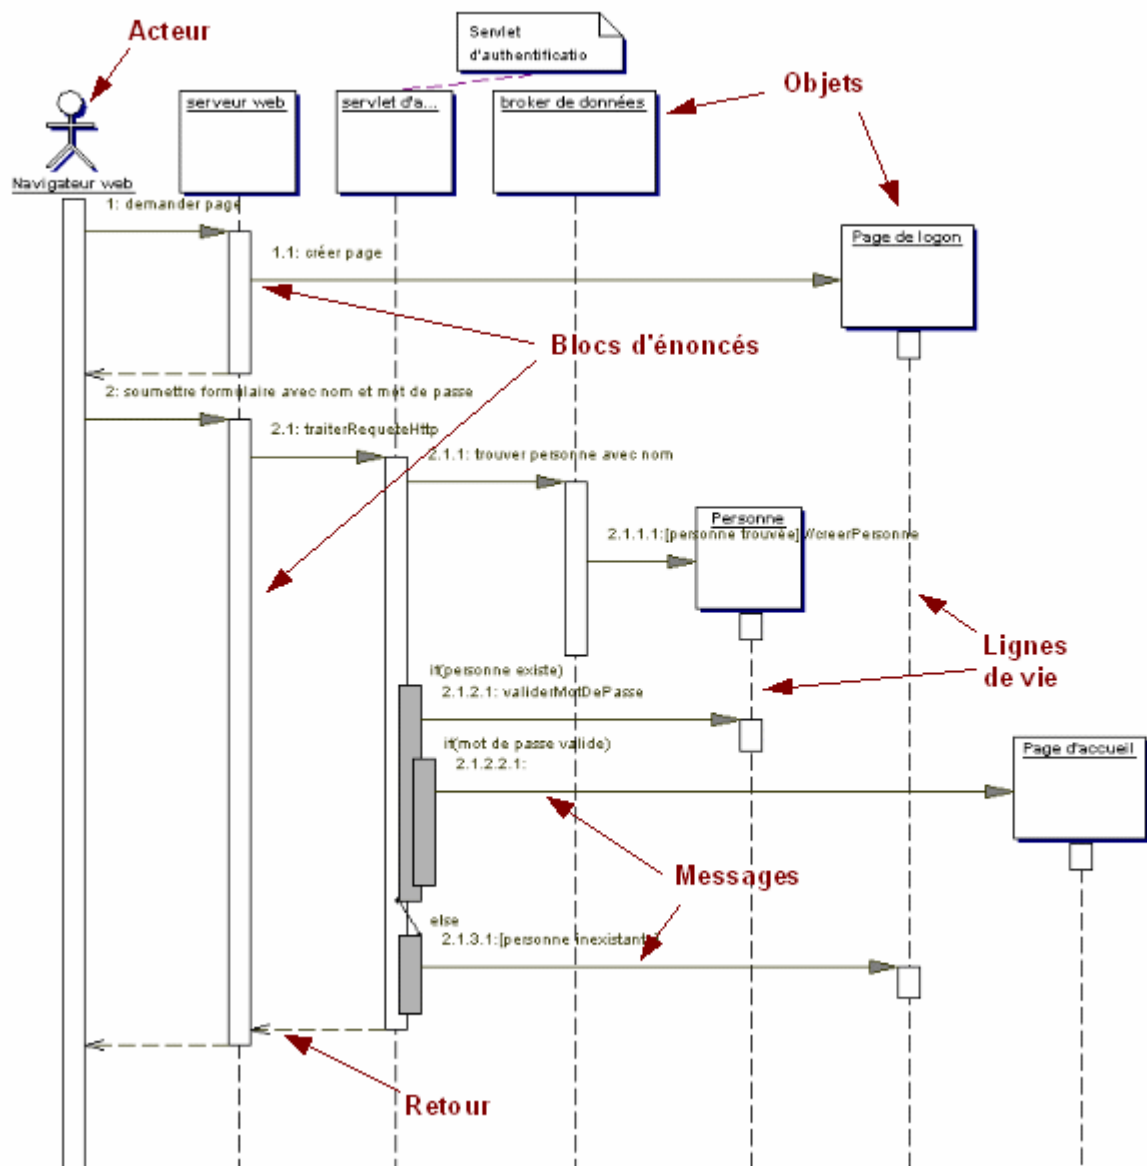 Acteur
Servlet
d'authentificatio
serveur web
servlet d'a...
broker de données
Objets
Navigateur web
1: demander page
Page de logon
1.1: créer page
Blocs d'énoncés
2: soumettre formulaire avec nom et mot de passe
2.1: traiterRequeteHttp
2.1.1: trouver personne avec nom
Personne
2.1.1.1:[personne trouvée]://creerPersonne
Lignes
de vie
if(personne existe)
2.1.2.1: validerMotDePasse
if(mot de passe valide)
2.1.2.2.1:
Page d'accueil
Messages
else
2.1.3.1:[personne inexistante]
Retour